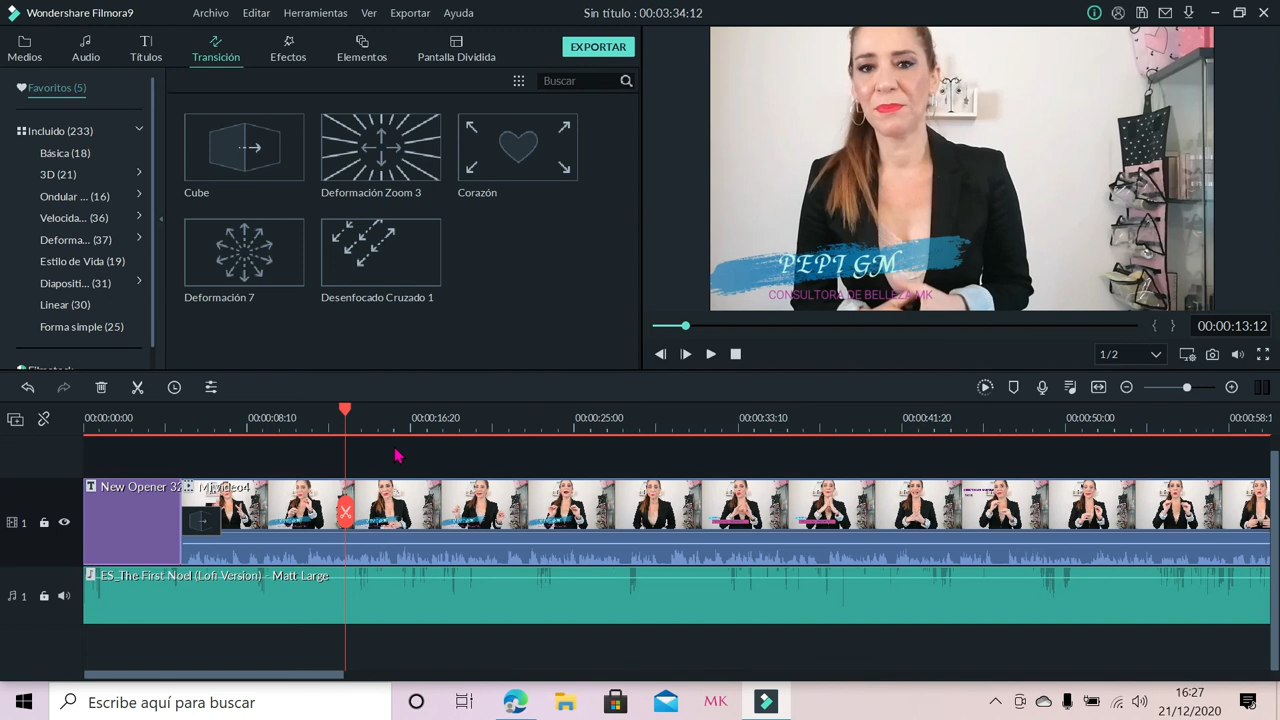 Wondershare Filmora9
Archivo Editar Herramientas Ver Exportar Ayuda
Sin título : 00:03:34:12
Medios Audio Títulos Transición Efectos Elementos Pantalla Dividida
EXPORTAR
Favoritos (5)
Buscar
Incluido (233)
Básica (18)
3D (21)
Ondular ... (16)
Velocida... (36)
Deforma... (37)
Estilo de Vida (19)
Diapositi... (31)
Linear (30)
Forma simple (25)
Cube
Deformación Zoom 3
Corazón
Deformación 7
Desenfocado Cruzado 1
PEPI GM
CONSULTORA DE BELLEZA MK
00:00:13:12
1/2
00:00:00:00 00:00:08:10 00:00:16:20 00:00:25:00 00:00:33:10 00:00:41:20 00:00:50:00 00:00:58:1
T New Opener 32 Mi video4
1
ES_The First Noel (Lofi Version) - Matt Large
1
Escribe aquí para buscar
MK
16:27
21/12/2020